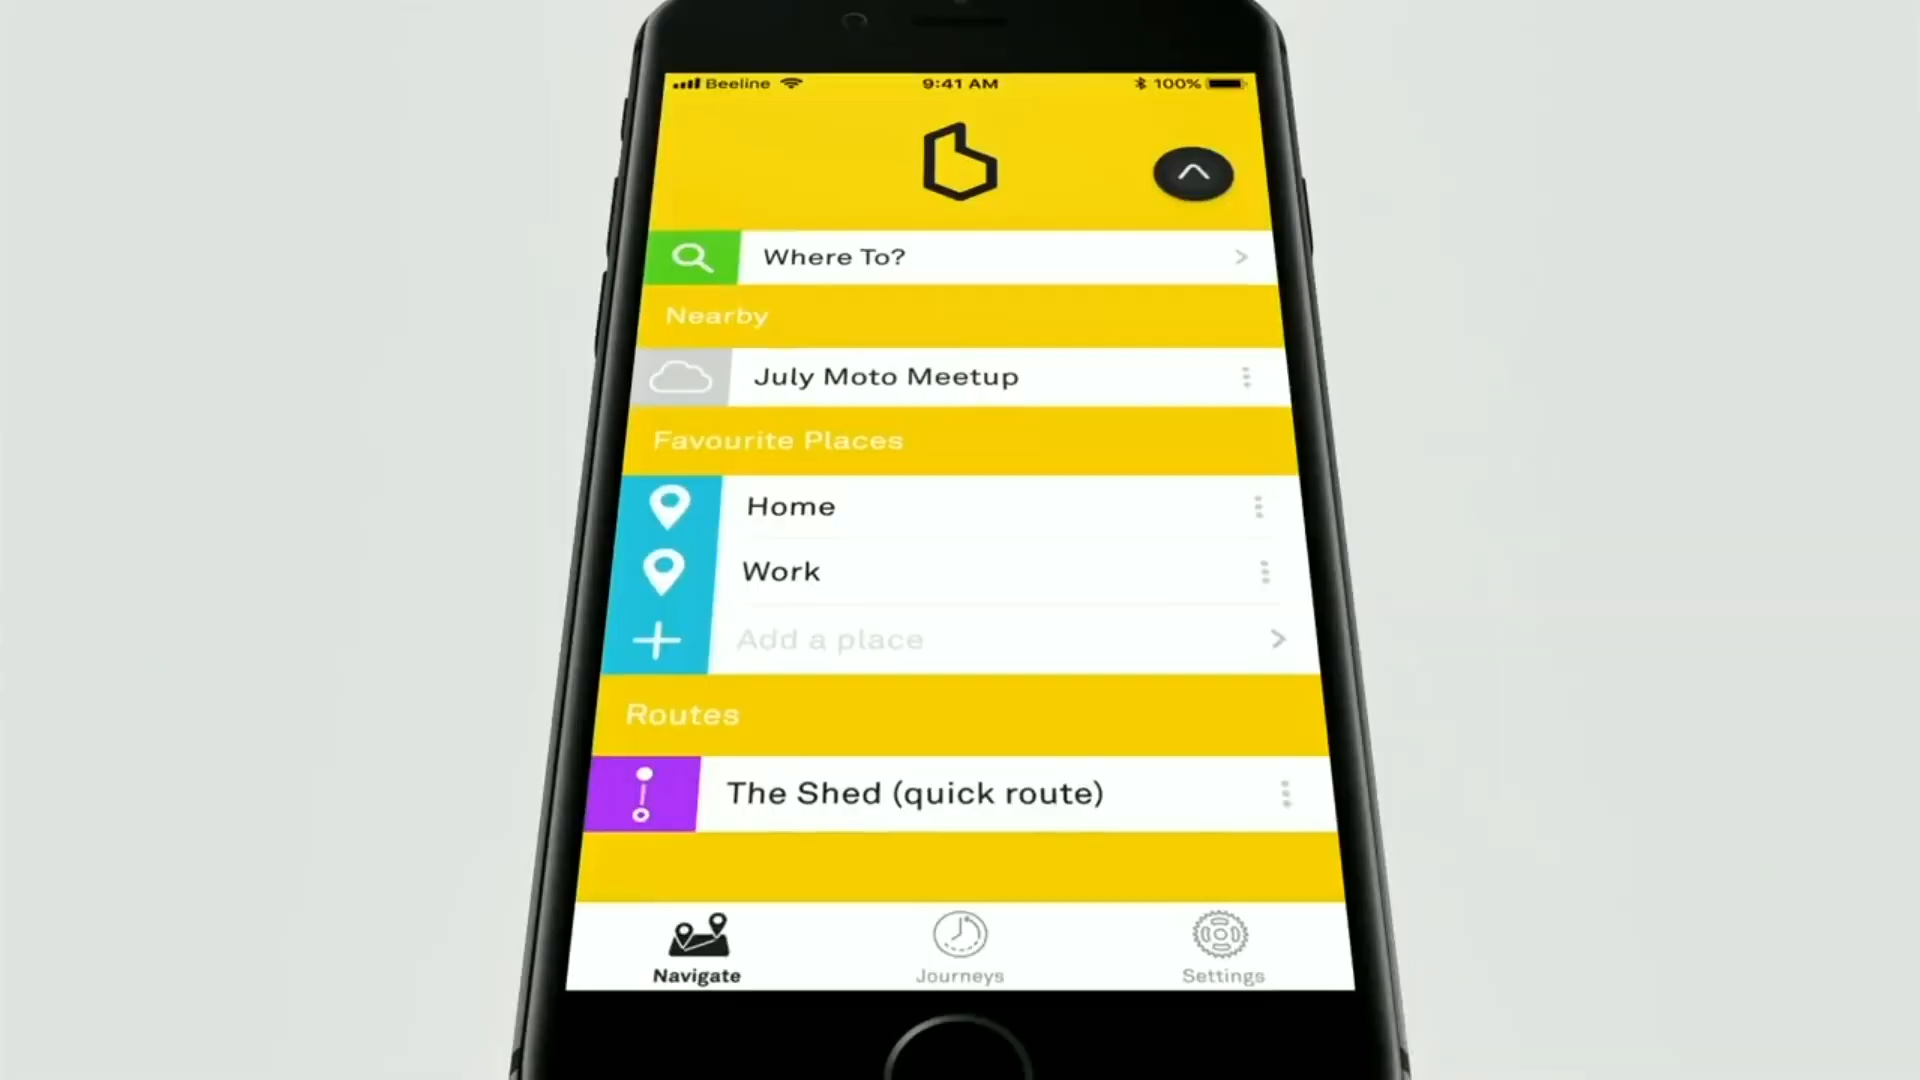 Beeline 9:41 AM 100%
Where To?
Nearby
July Moto Meetup
Favourite Places
Home
Work
Add a place
Routes
The Shed (quick route)
Navigate Journeys Settings